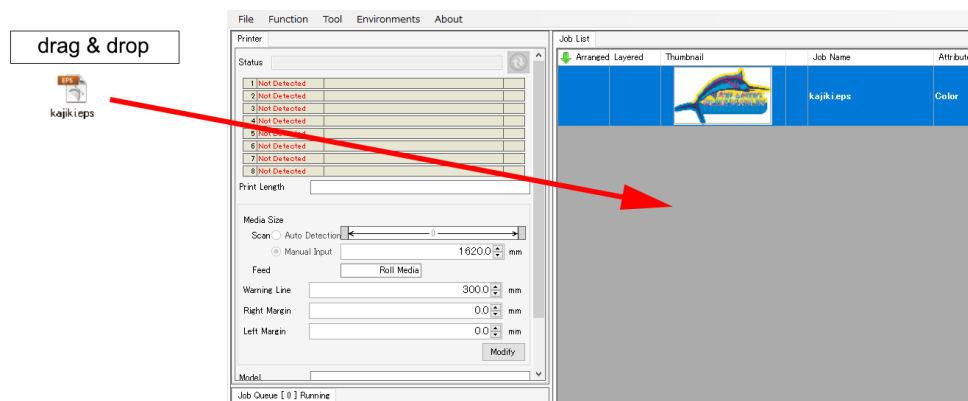 File Function Tool Environments About
drag & drop
EPS
kajiki.eps
Printer
Status
1 Not Detected
2 Not Detected
3 Not Detected
4 Not Detected
5 Not Detected
6 Not Detected
7 Not Detected
8 Not Detected
Print Length
Media Size
Scan Auto Detection 0
Manual Input 1620.0 mm
Feed Roll Media
Warning Line 300.0 mm
Right Margin 0.0 mm
Left Margin 0.0 mm
Modify
Model
Job Queue [ 0 ] Running
Job List
Arranged Layered Thumbnail Job Name Attribute
kajiki.eps Color